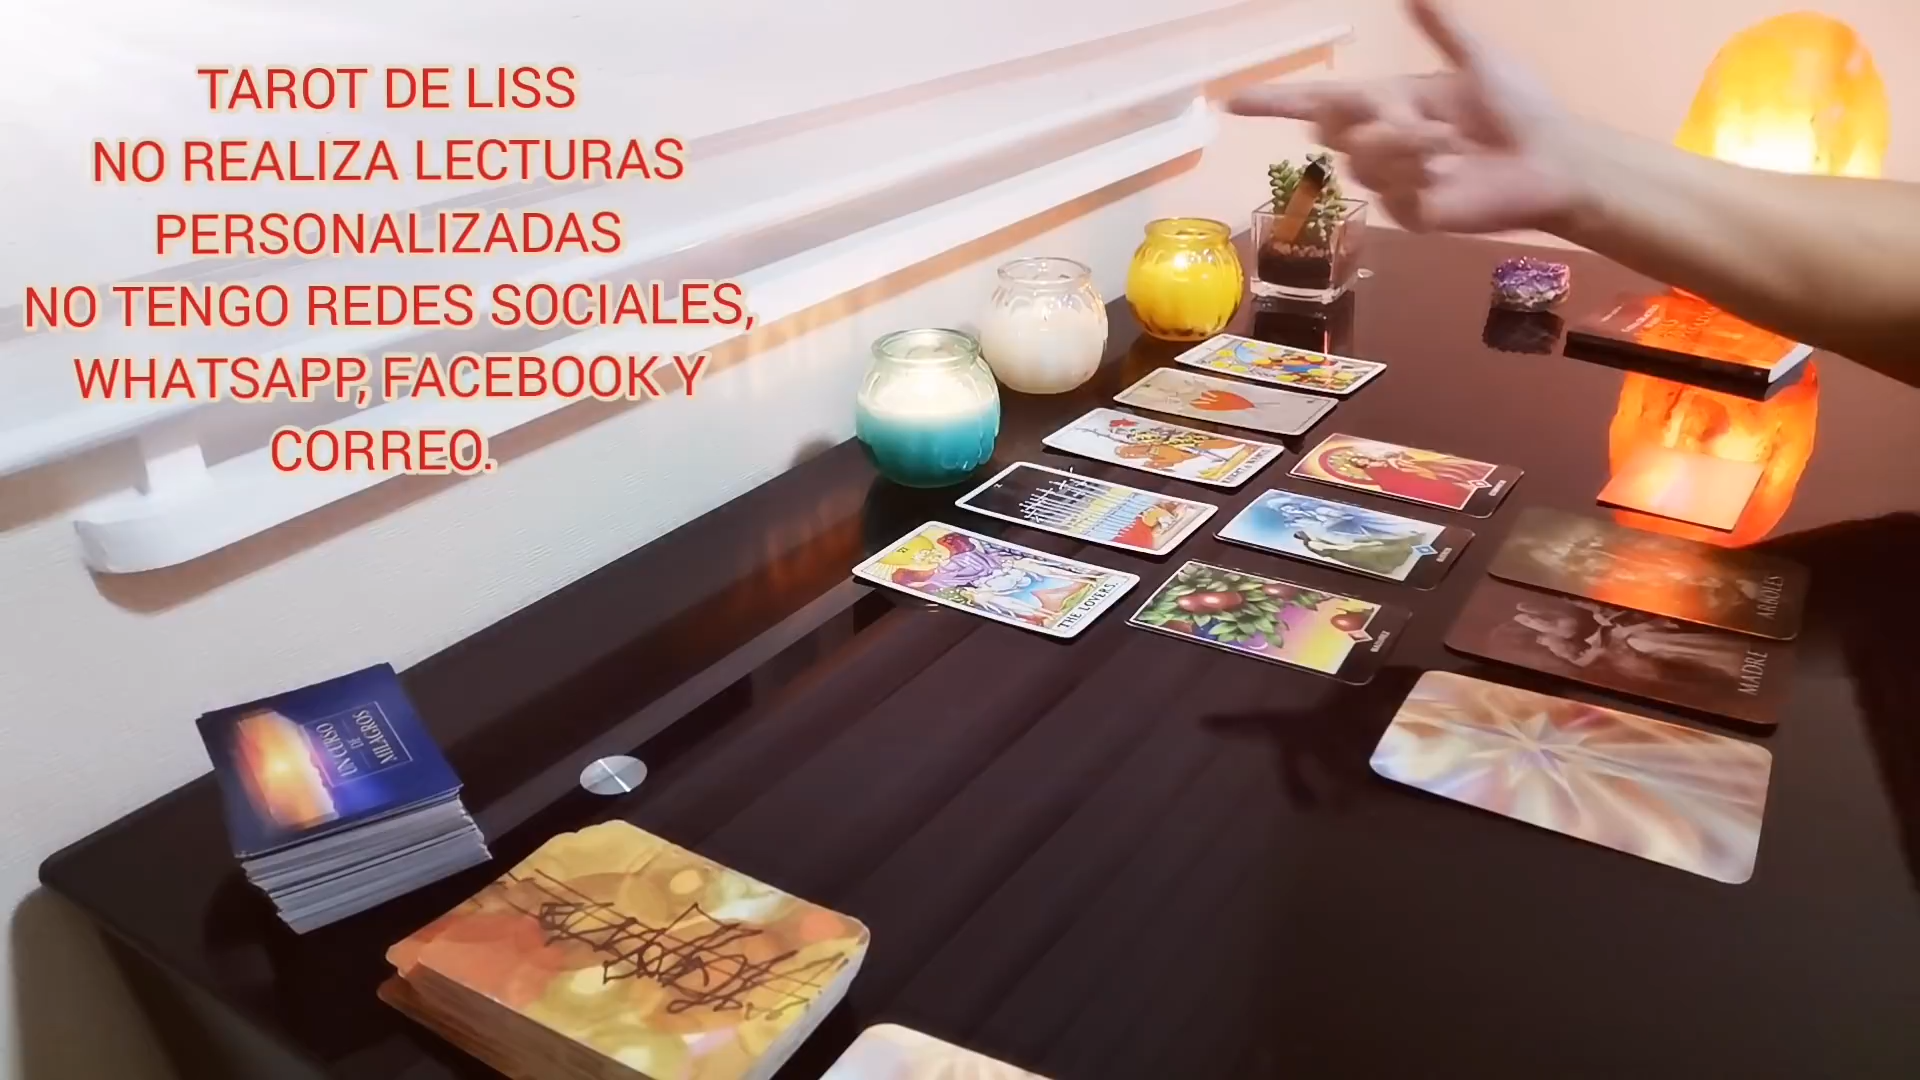 TAROT DE LISS
NO REALIZA LECTURAS
PERSONALIZADAS
NO TENGO REDES SOCIALES,
WHATSAPP, FACEBOOK Y
CORREO.
THE LOVERS.
ÁRBOLES
MADRE
UN CURSO
DE
MILAGROS